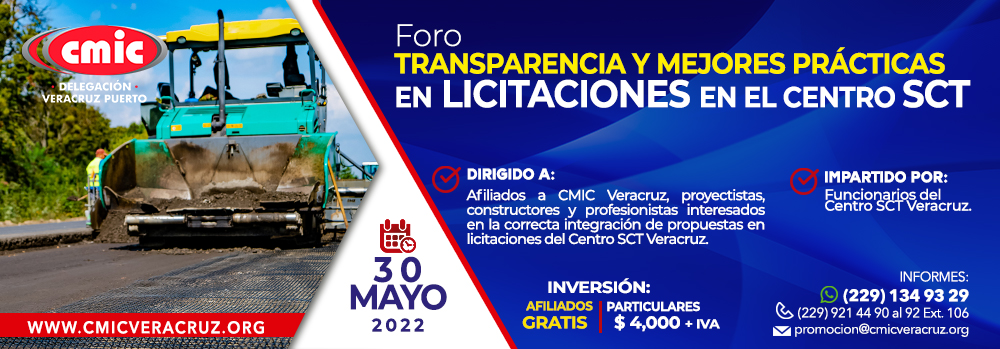 cmic
DELEGACIÓN
VERACRUZ PUERTO
Foro
TRANSPARENCIA Y MEJORES PRÁCTICAS
EN LICITACIONES EN EL CENTRO SCT
DIRIGIDO A:
Afiliados a CMIC Veracruz, proyectistas,
constructores y profesionistas interesados
en la correcta integración de propuestas en
licitaciones del Centro SCT Veracruz.
IMPARTIDO POR:
Funcionarios del
Centro SCT Veracruz.
30
MAYO
2022
INVERSIÓN:
AFILIADOS
GRATIS
PARTICULARES
$ 4,000 + IVA
INFORMES:
(229) 134 93 29
(229) 921 44 90 al 92 Ext. 106
promocion@cmicveracruz.org
WWW.CMICVERACRUZ.ORG